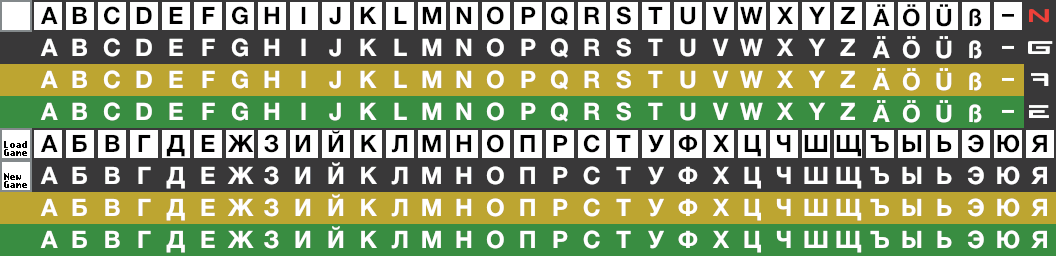 A B C D E F G H I J K L M N O P Q R S T U V W X Y Z Ä Ö Ü ß -
A B C D E F G H I J K L M N O P Q R S T U V W X Y Z Ä Ö Ü ß - G
A B C D E F G H I J K L M N O P Q R S T U V W X Y Z Ä Ö Ü ß -
A B C D E F G H I J K L M N O P Q R S T U V W X Y Z Ä Ö Ü ß - E
Load Game А Б В Г Д Е Ж З И Й К Л М Н О П Р С Т У Ф Х Ц Ч Ш Щ Ъ Ы Ь Э Ю Я
New Game А Б В Г Д Е Ж З И Й К Л М Н О П Р С Т У Ф Х Ц Ч Ш Щ Ъ Ы Ь Э Ю Я
А Б В Г Д Е Ж З И Й К Л М Н О П Р С Т У Ф Х Ц Ч Ш Щ Ъ Ы Ь Э Ю Я
А Б В Г Д Е Ж З И Й К Л М Н О П Р С Т У Ф Х Ц Ч Ш Щ Ъ Ы Ь Э Ю Я